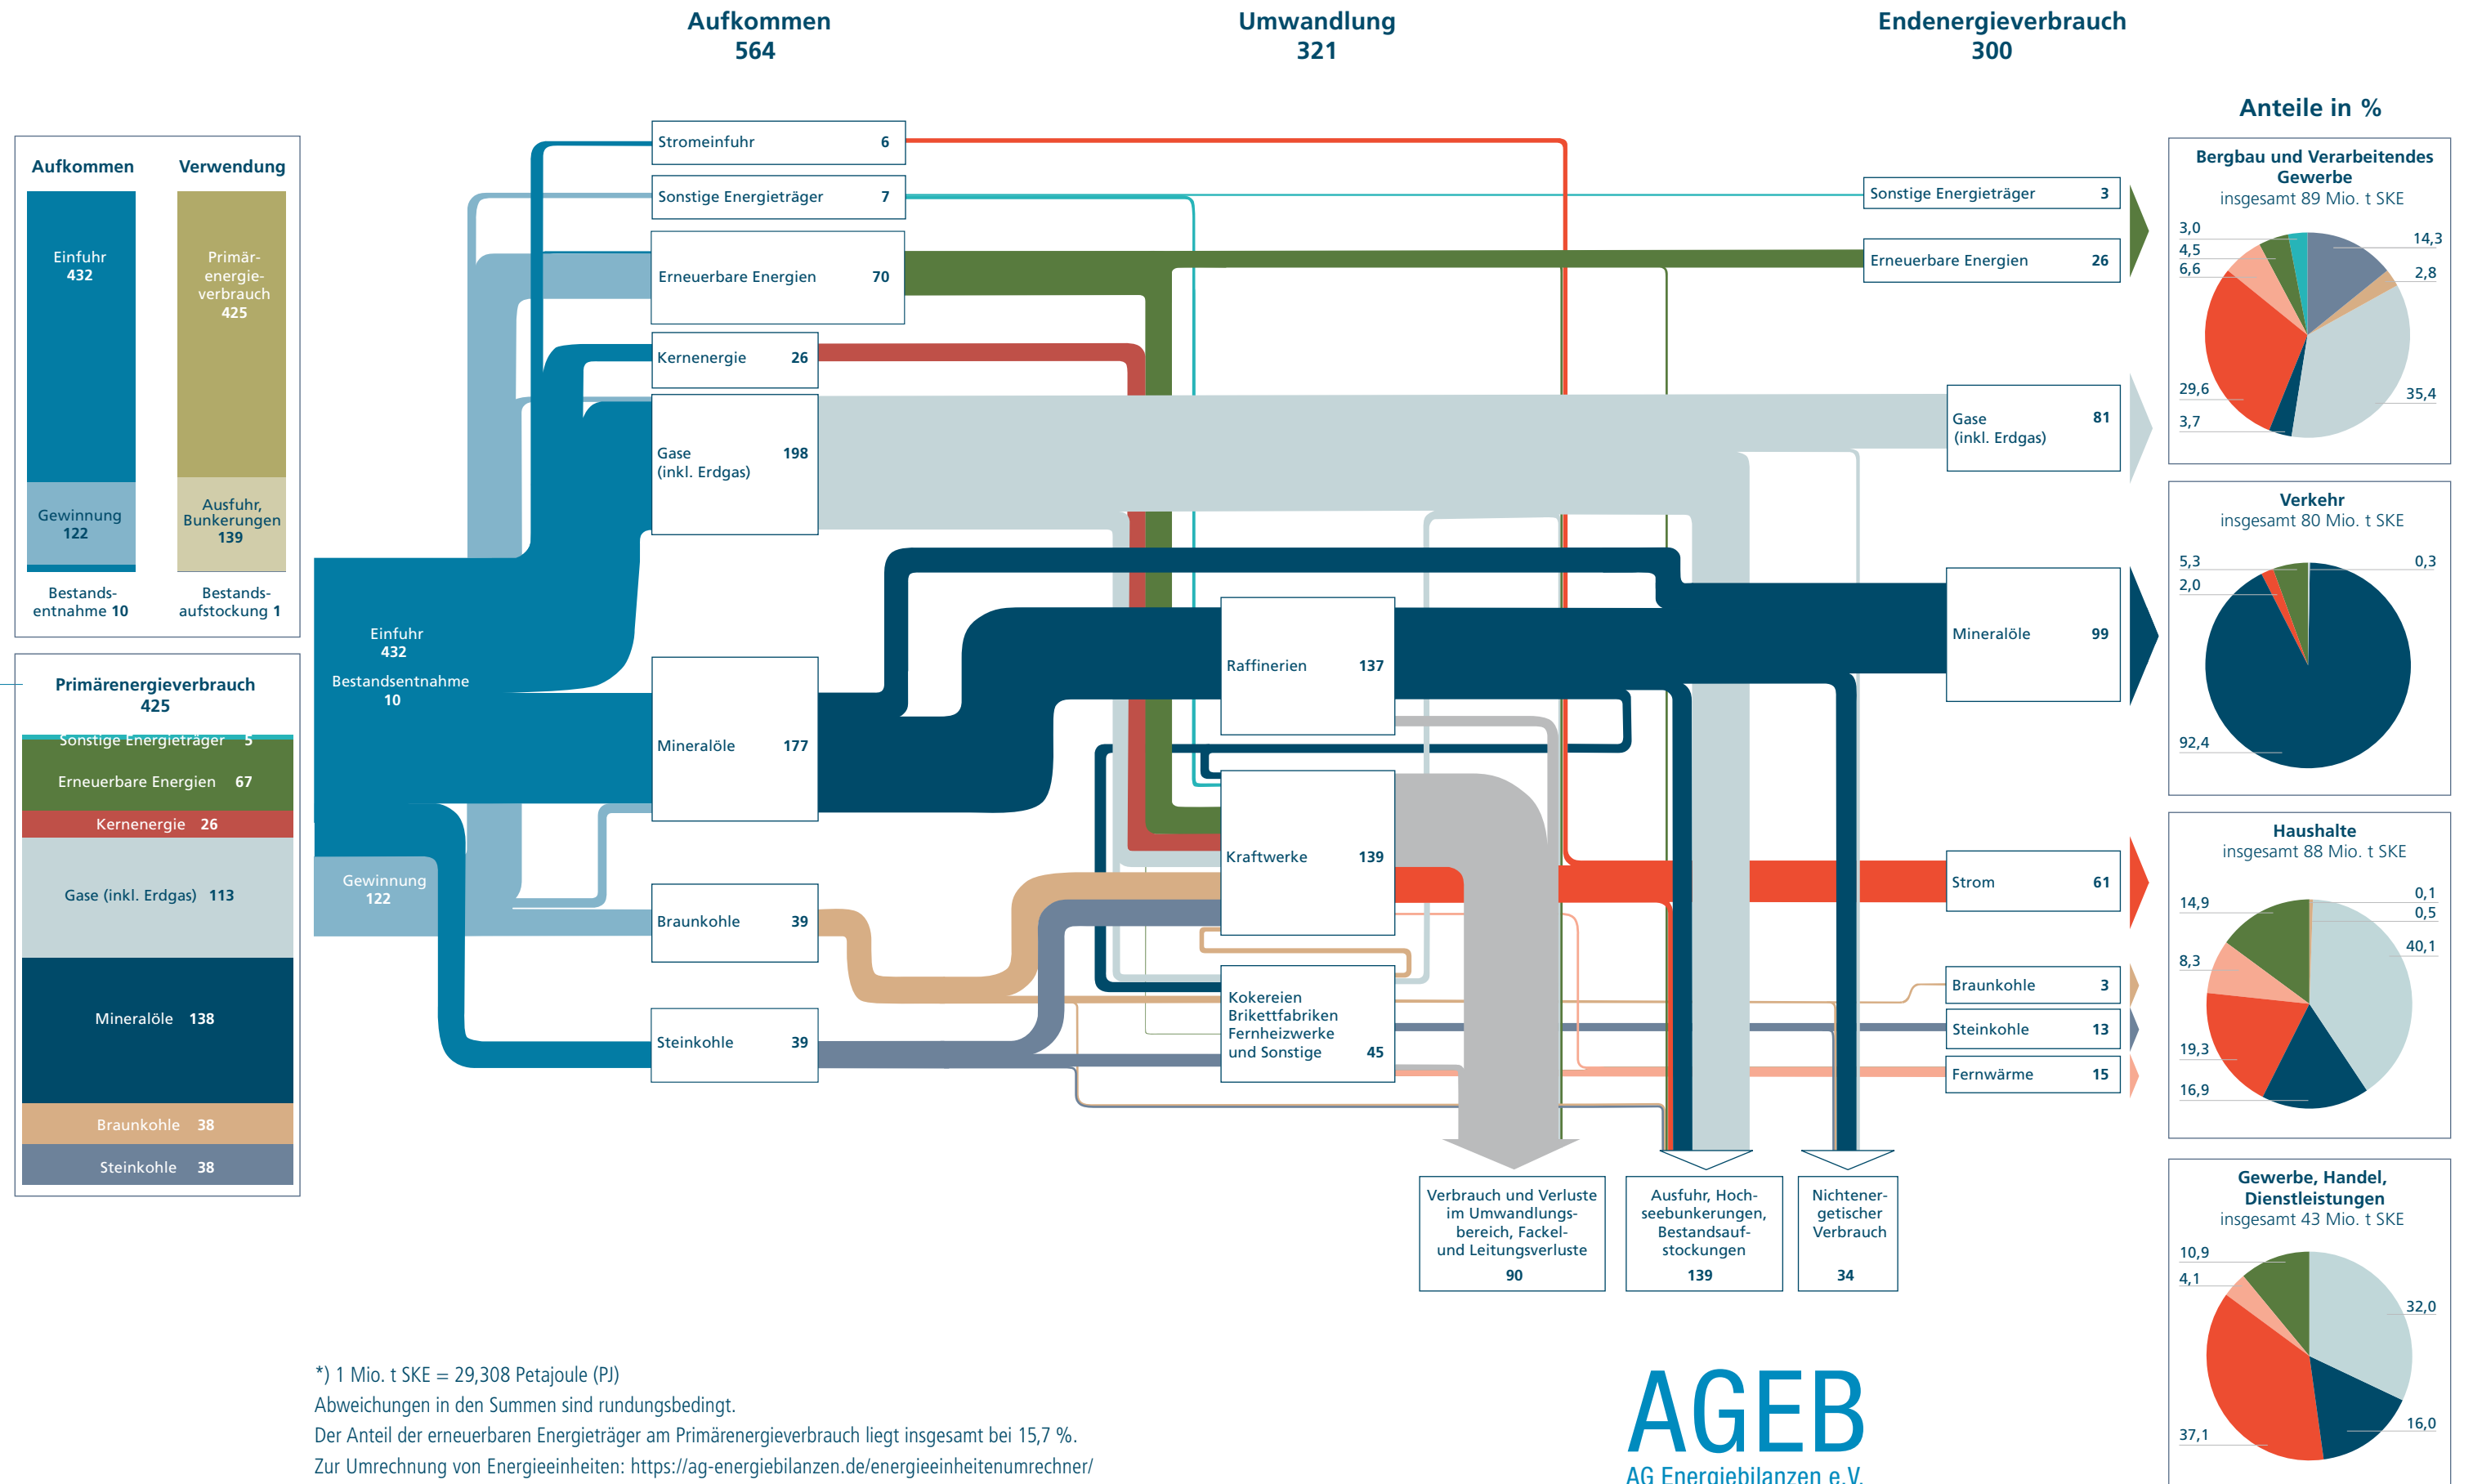 Aufkommen
564
Umwandlung
321
Endenergieverbrauch
300
Anteile in %
Aufkommen
Verwendung
Einfuhr
432
Gewinnung
122
Bestands-
entnahme 10
Primär-
energie-
verbrauch
425
Ausfuhr,
Bunkerungen
139
Bestands-
aufstockung 1
Primärenergieverbrauch
425
Sonstige Energieträger 5
Erneuerbare Energien 67
Kernenergie 26
Gase (inkl. Erdgas) 113
Mineralöle 138
Braunkohle 38
Steinkohle 38
Einfuhr
432
Bestandsentnahme
10
Gewinnung
122
Stromeinfuhr 6
Sonstige Energieträger 7
Erneuerbare Energien 70
Kernenergie 26
Gase 198
(inkl. Erdgas)
Mineralöle 177
Braunkohle 39
Steinkohle 39
Raffinerien 137
Kraftwerke 139
Kokereien
Brikettfabriken
Fernheizwerke
und Sonstige 45
Sonstige Energieträger 3
Erneuerbare Energien 26
Gase 81
(inkl. Erdgas)
Mineralöle 99
Strom 61
Braunkohle 3
Steinkohle 13
Fernwärme 15
Verbrauch und Verluste
im Umwandlungs-
bereich, Fackel-
und Leitungsverluste
90
Ausfuhr, Hoch-
seebunkerungen,
Bestandsauf-
stockungen
139
Nichtener-
getischer
Verbrauch
34
Bergbau und Verarbeitendes
Gewerbe
insgesamt 89 Mio. t SKE
3,0
4,5
6,6
29,6
3,7
14,3
2,8
35,4
Verkehr
insgesamt 80 Mio. t SKE
5,3
2,0
92,4
0,3
Haushalte
insgesamt 88 Mio. t SKE
14,9
8,3
19,3
16,9
0,1
0,5
40,1
Gewerbe, Handel,
Dienstleistungen
insgesamt 43 Mio. t SKE
10,9
4,1
37,1
32,0
16,0
*) 1 Mio. t SKE = 29,308 Petajoule (PJ)
Abweichungen in den Summen sind rundungsbedingt.
Der Anteil der erneuerbaren Energieträger am Primärenergieverbrauch liegt insgesamt bei 15,7 %.
Zur Umrechnung von Energieeinheiten: https://ag-energiebilanzen.de/energieeinheitenumrechner/
AGEB
AG Energiebilanzen e.V.